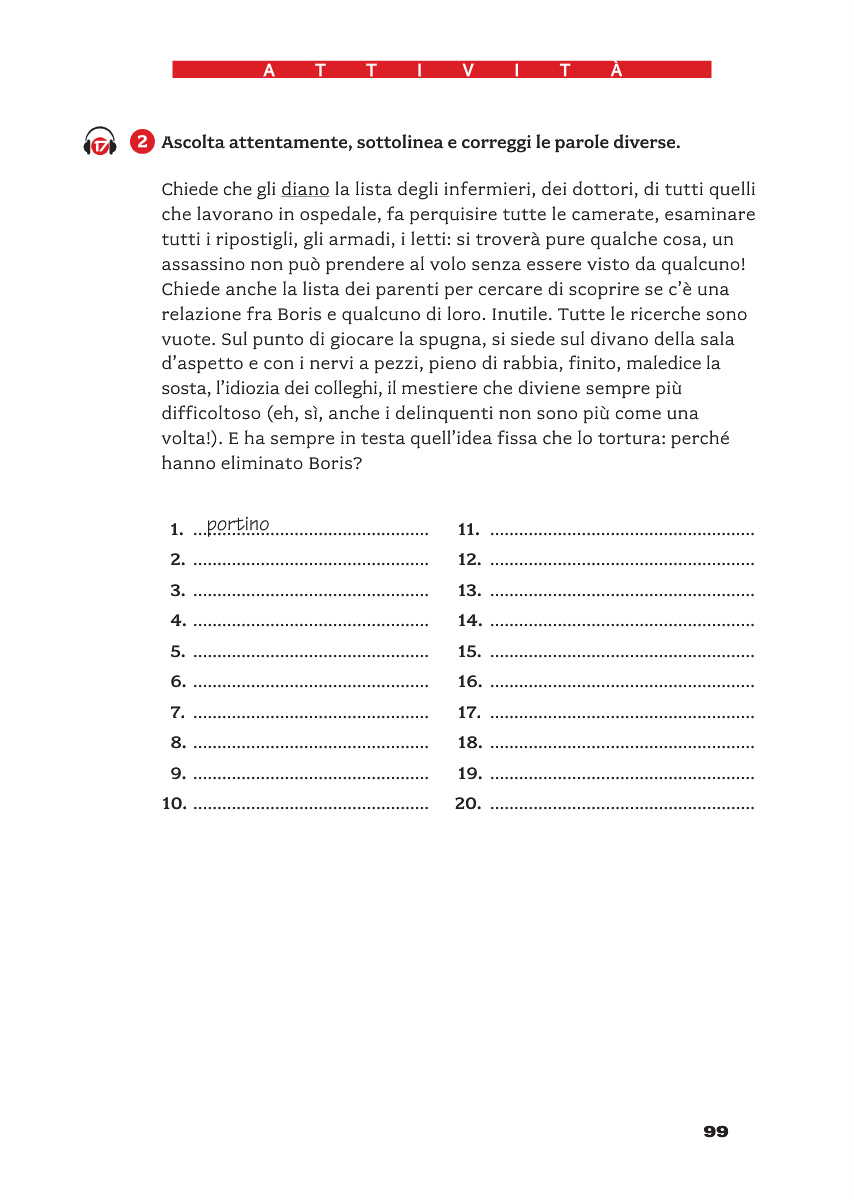 ATTIVITÀ
17 2 Ascolta attentamente, sottolinea e correggi le parole diverse.
Chiede che gli diano la lista degli infermieri, dei dottori, di tutti quelli
che lavorano in ospedale, fa perquisire tutte le camerate, esaminare
tutti i ripostigli, gli armadi, i letti: si troverà pure qualche cosa, un
assassino non può prendere al volo senza essere visto da qualcuno!
Chiede anche la lista dei parenti per cercare di scoprire se c’è una
relazione fra Boris e qualcuno di loro. Inutile. Tutte le ricerche sono
vuote. Sul punto di giocare la spugna, si siede sul divano della sala
d’aspetto e con i nervi a pezzi, pieno di rabbia, finito, maledice la
sosta, l’idiozia dei colleghi, il mestiere che diviene sempre più
difficoltoso (eh, sì, anche i delinquenti non sono più come una
volta!). E ha sempre in testa quell’idea fissa che lo tortura: perché
hanno eliminato Boris?
1. portino
2.
3.
4.
5.
6.
7.
8.
9.
10.
11.
12.
13.
14.
15.
16.
17.
18.
19.
20.
99